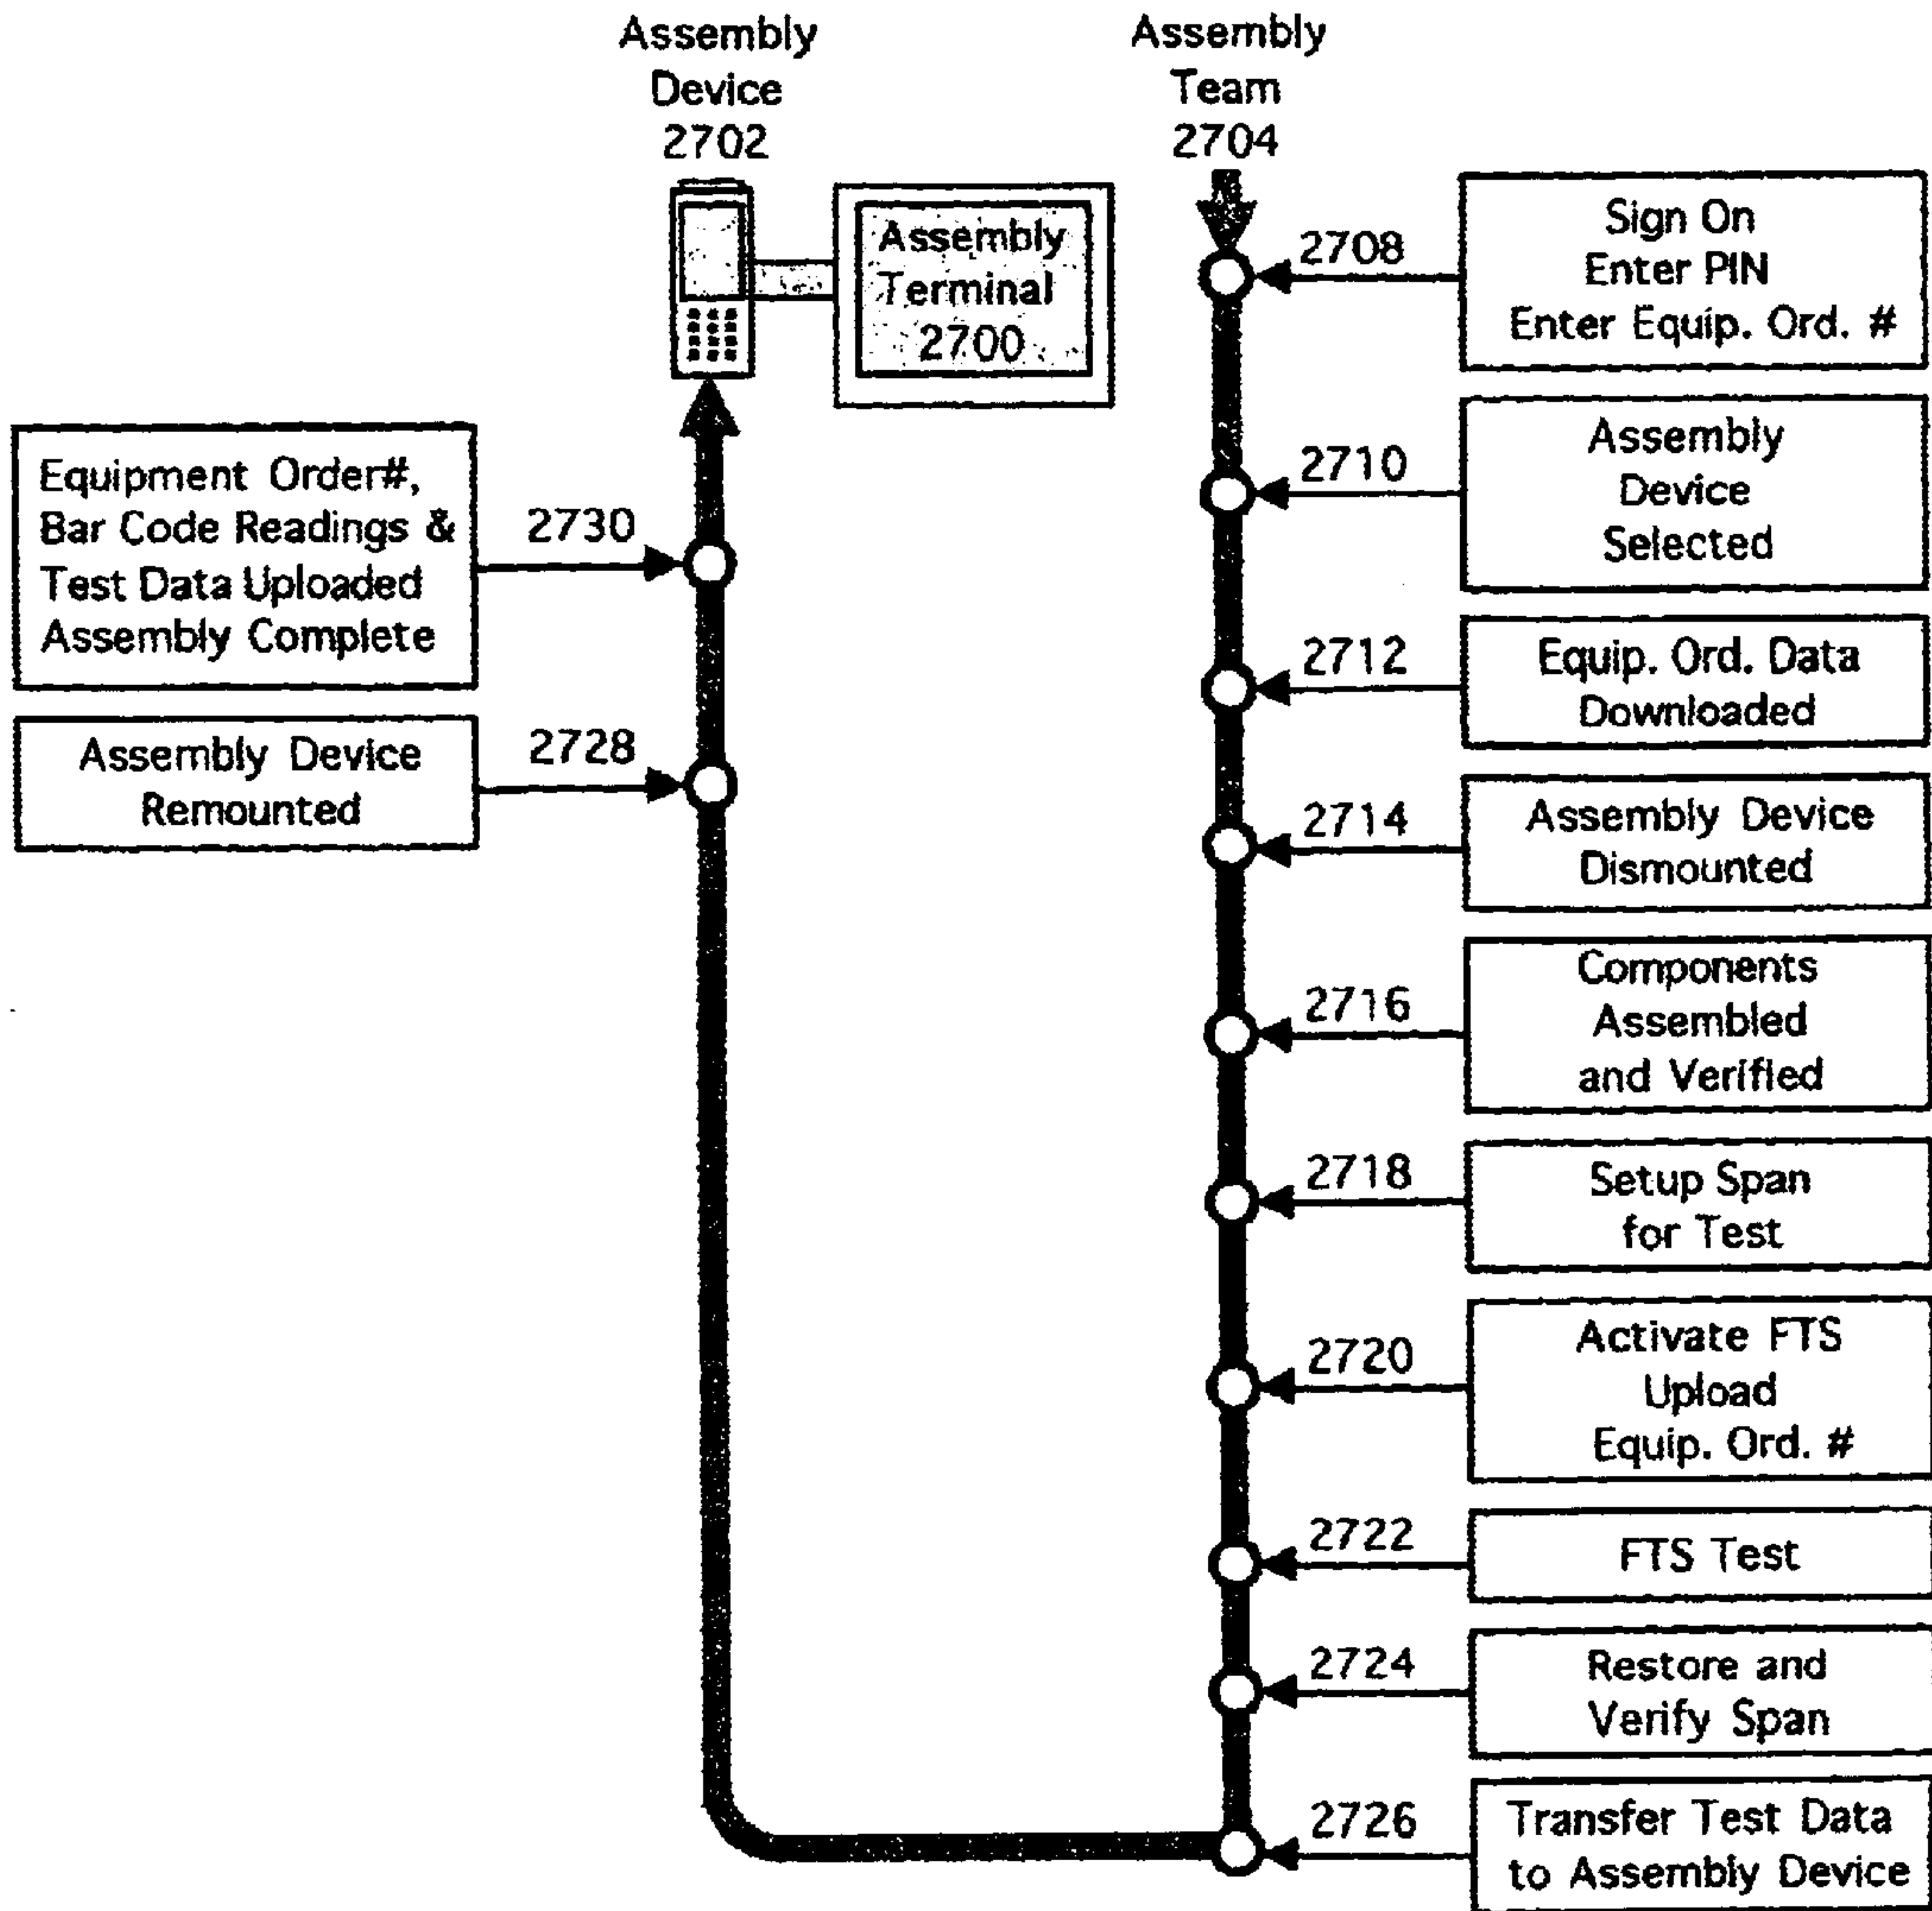 Assembly
Device
2702
Assembly
Team
2704
Assembly
Terminal
2700
2708
Sign On
Enter PIN
Enter Equip. Ord. #
2710
Assembly
Device
Selected
2712
Equip. Ord. Data
Downloaded
2714
Assembly Device
Dismounted
2716
Components
Assembled
and Verified
2718
Setup Span
for Test
2720
Activate FTS
Upload
Equip. Ord. #
2722
FTS Test
2724
Restore and
Verify Span
2726
Transfer Test Data
to Assembly Device
Assembly Device
Remounted
2728
Equipment Order#,
Bar Code Readings &
Test Data Uploaded
Assembly Complete
2730